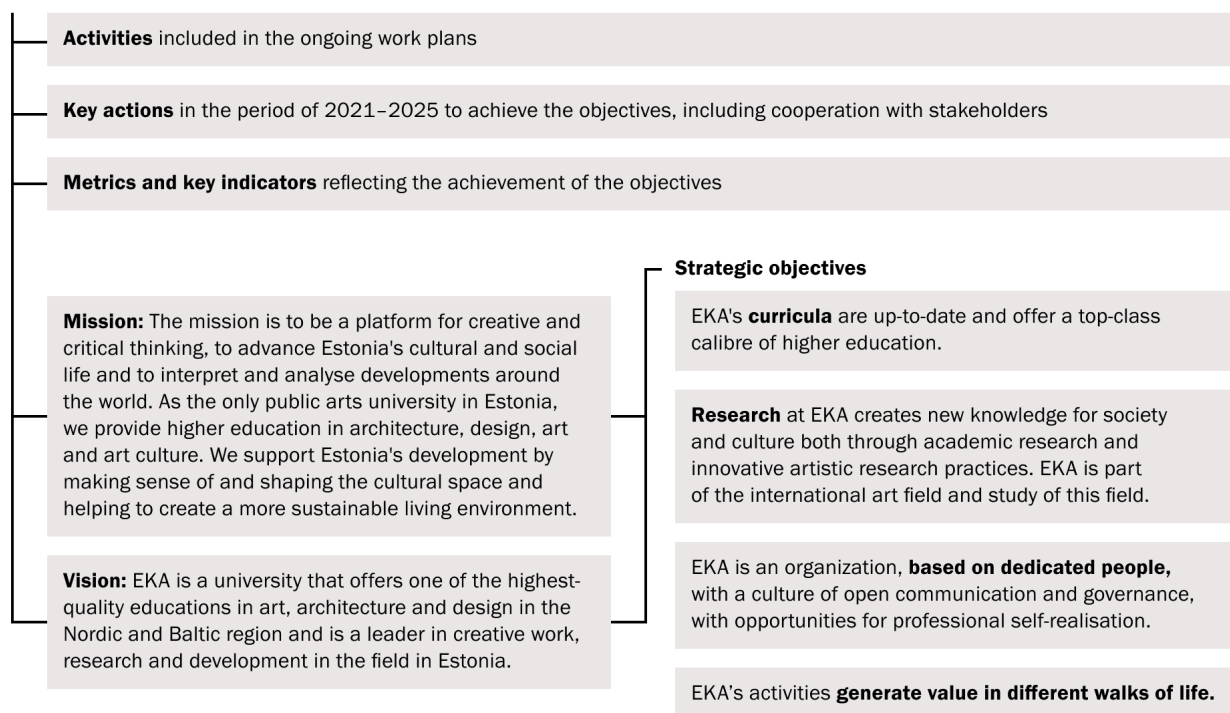 Activities included in the ongoing work plans
Key actions in the period of 2021–2025 to achieve the objectives, including cooperation with stakeholders
Metrics and key indicators reflecting the achievement of the objectives
Mission: The mission is to be a platform for creative and
critical thinking, to advance Estonia's cultural and social
life and to interpret and analyse developments around
the world. As the only public arts university in Estonia,
we provide higher education in architecture, design, art
and art culture. We support Estonia's development by
making sense of and shaping the cultural space and
helping to create a more sustainable living environment.
Vision: EKA is a university that offers one of the highest-
quality educations in art, architecture and design in the
Nordic and Baltic region and is a leader in creative work,
research and development in the field in Estonia.
Strategic objectives
EKA's curricula are up-to-date and offer a top-class
calibre of higher education.
Research at EKA creates new knowledge for society
and culture both through academic research and
innovative artistic research practices. EKA is part
of the international art field and study of this field.
EKA is an organization, based on dedicated people,
with a culture of open communication and governance,
with opportunities for professional self-realisation.
EKA’s activities generate value in different walks of life.